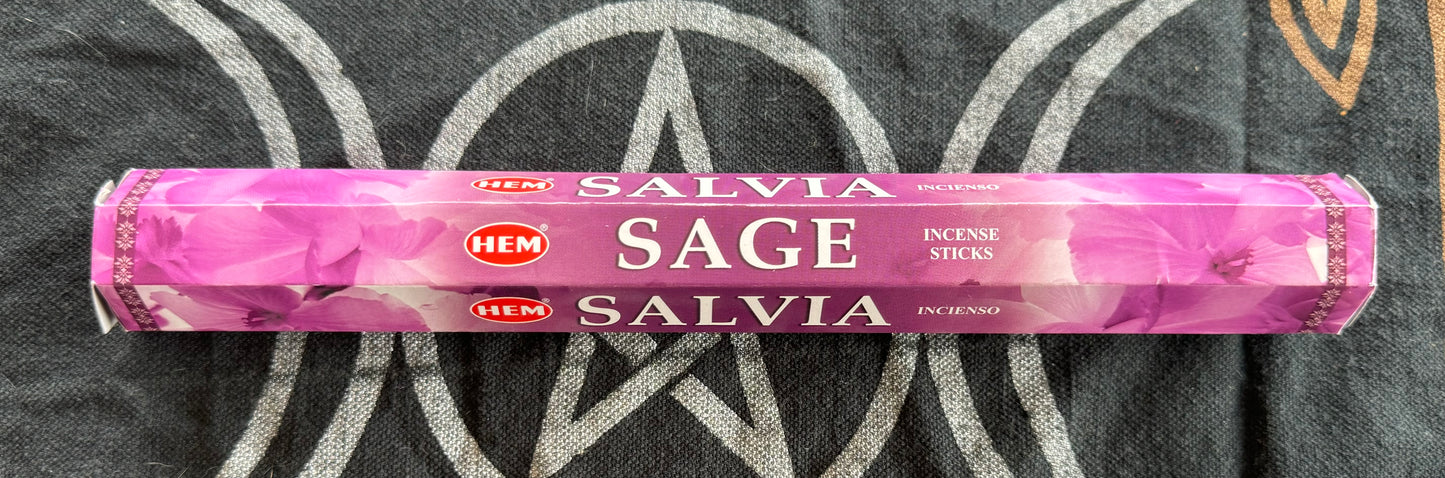 HEM® SALVIA INCIENSO
HEM® SAGE INCENSE
STICKS
HEM® SALVIA INCIENSO